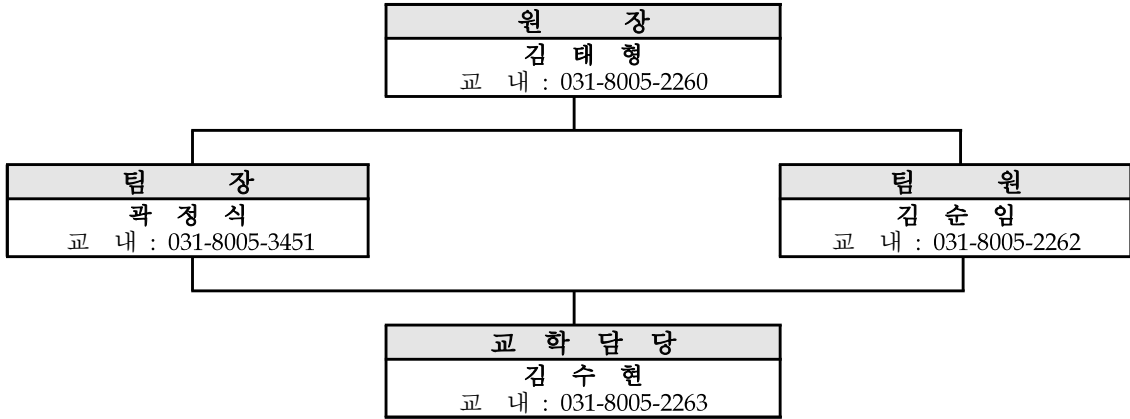 원 장
김 태 형
교 내 : 031-8005-2260
팀 장
곽 정 식
교 내 : 031-8005-3451
팀 원
김 순 임
교 내 : 031-8005-2262
교 학 담 당
김 수 현
교 내 : 031-8005-2263